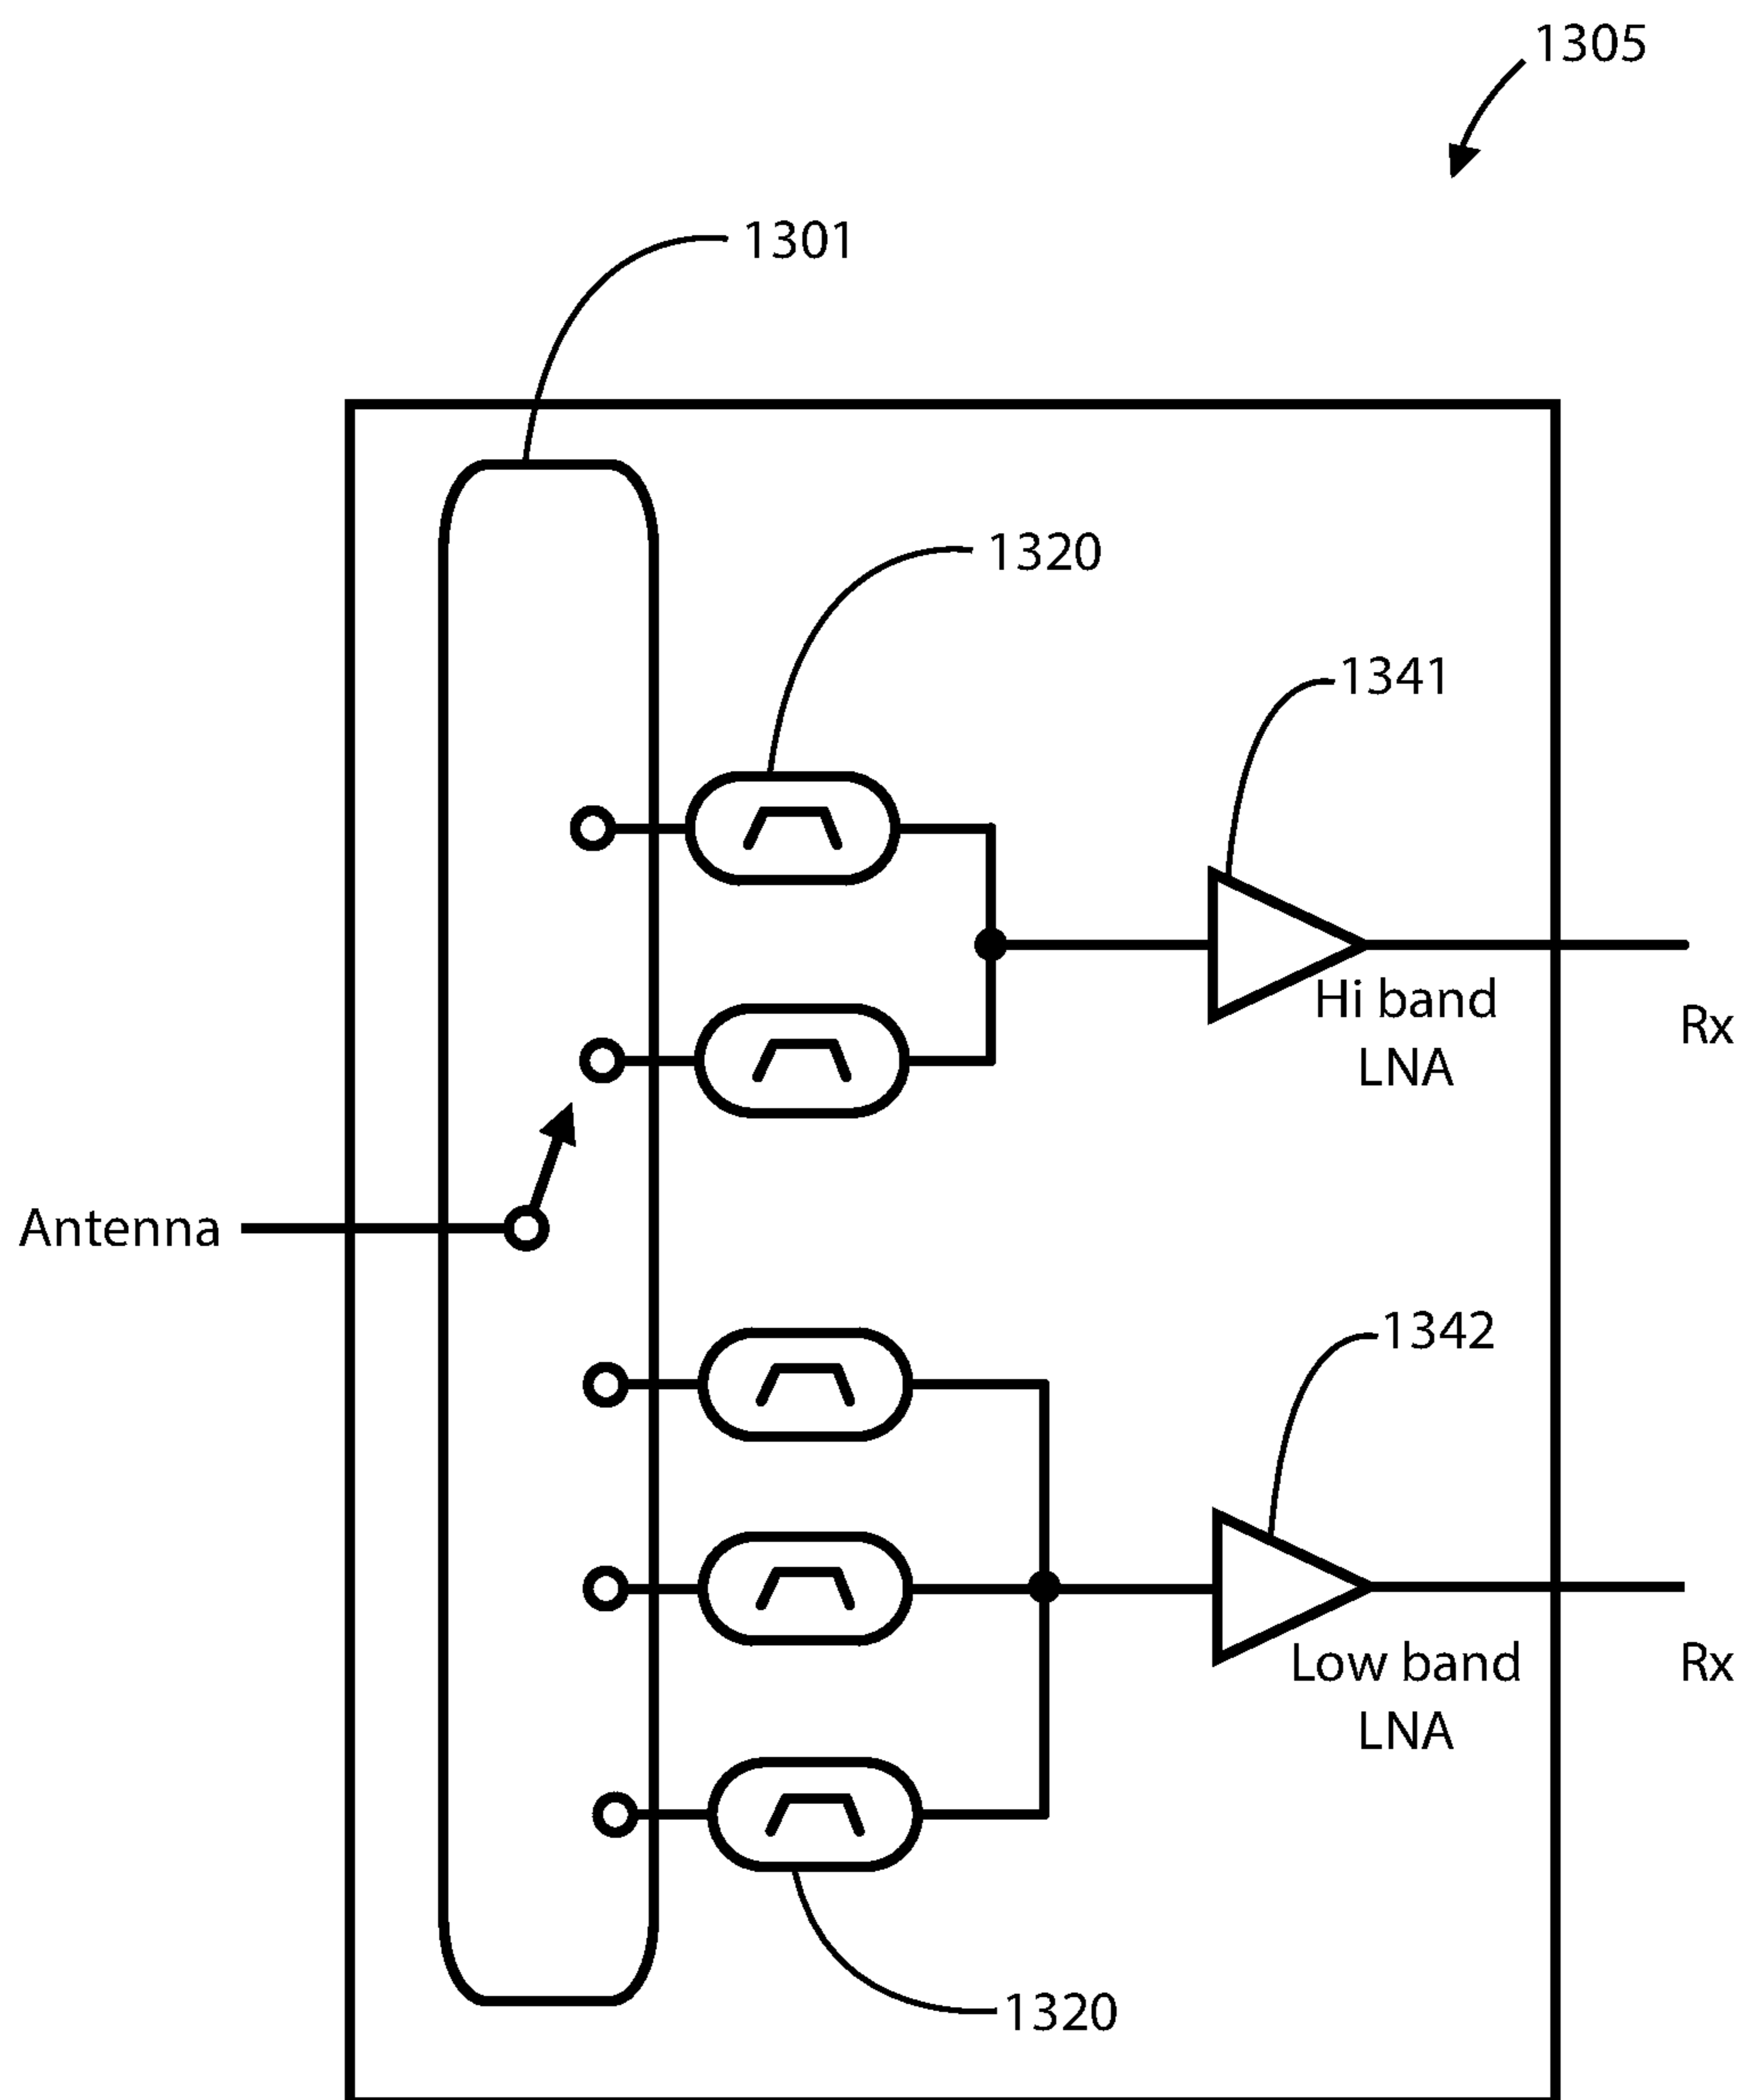 1305
1301
1320
1341
Hi band
LNA
Rx
Antenna
1342
Low band
LNA
Rx
1320